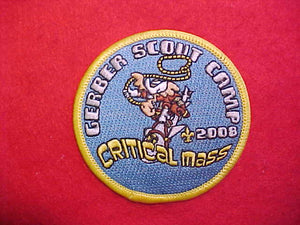 GERBER SCOUT CAMP
2008
CRITICAL MASS